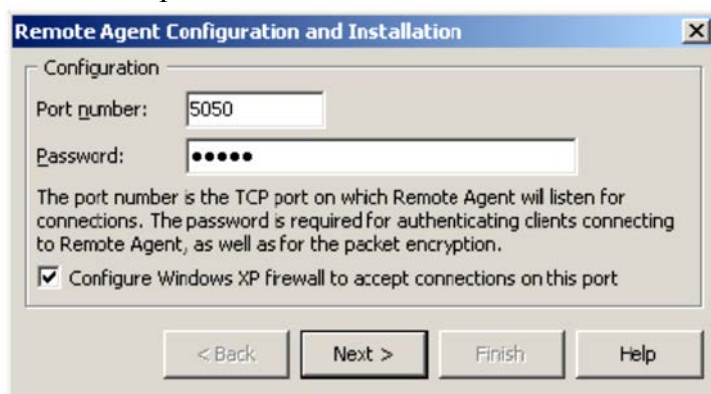 Remote Agent Configuration and Installation
Configuration
Port number: 5050
Password: •••••
The port number is the TCP port on which Remote Agent will listen for
connections. The password is required for authenticating clients connecting
to Remote Agent, as well as for the packet encryption.
Configure Windows XP firewall to accept connections on this port
< Back Next > Finish Help